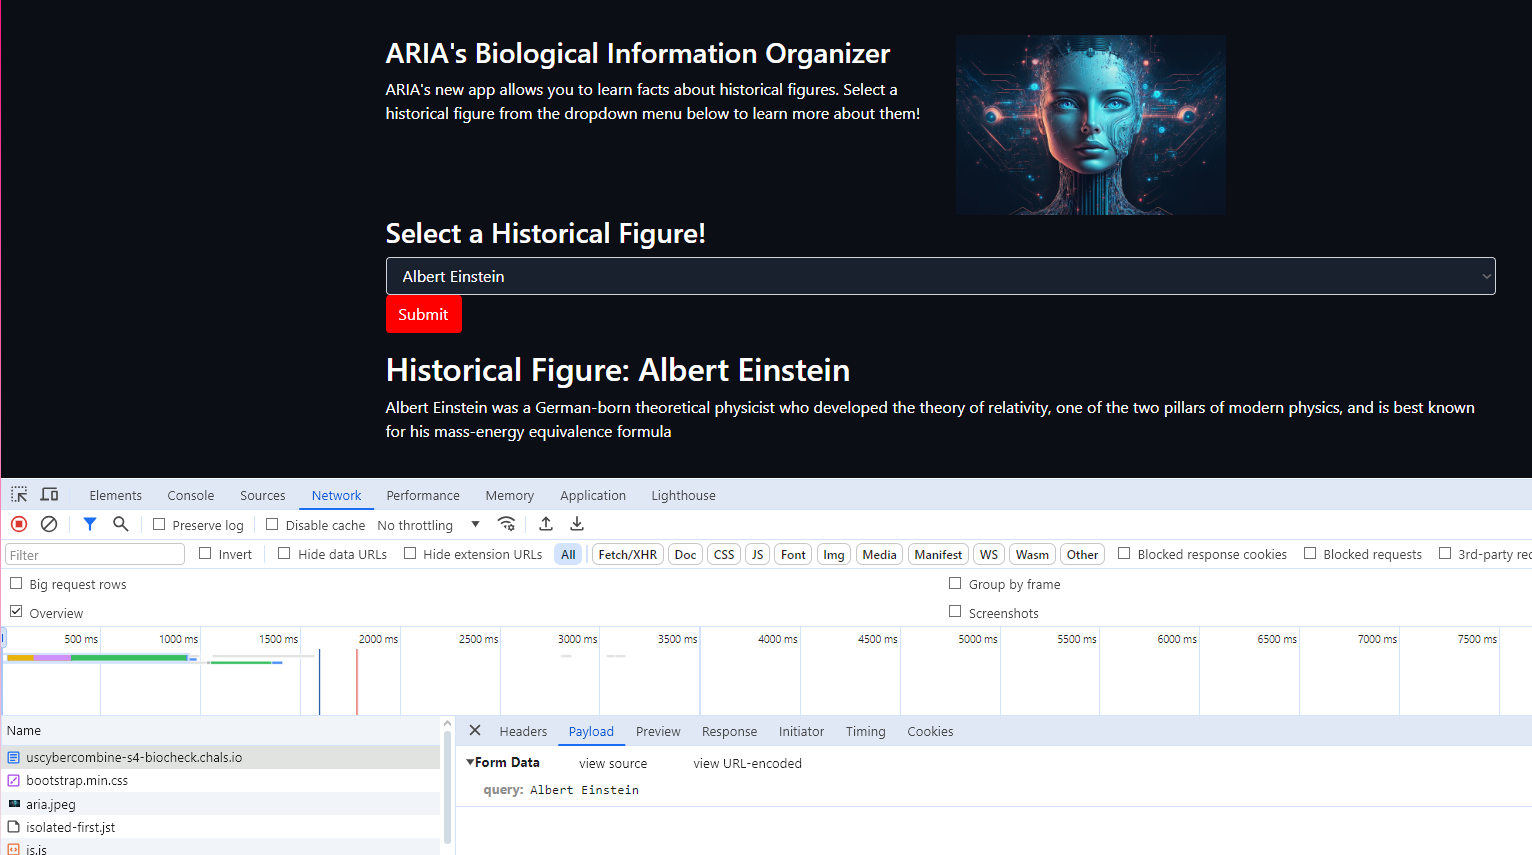 ARIA's Biological Information Organizer
ARIA's new app allows you to learn facts about historical figures. Select a
historical figure from the dropdown menu below to learn more about them!
Select a Historical Figure!
Albert Einstein
Submit
Historical Figure: Albert Einstein
Albert Einstein was a German-born theoretical physicist who developed the theory of relativity, one of the two pillars of modern physics, and is best known
for his mass-energy equivalence formula
Elements Console Sources Network Performance Memory Application Lighthouse
Preserve log Disable cache No throttling
Filter Invert Hide data URLs Hide extension URLs All Fetch/XHR Doc CSS JS Font Img Media Manifest WS Wasm Other Blocked response cookies Blocked requests 3rd-party rec
Big request rows Group by frame
Overview Screenshots
500 ms 1000 ms 1500 ms 2000 ms 2500 ms 3000 ms 3500 ms 4000 ms 4500 ms 5000 ms 5500 ms 6000 ms 6500 ms 7000 ms 7500 ms
Name
Headers Payload Preview Response Initiator Timing Cookies
uscybercombine-s4-biocheck.chals.io
bootstrap.min.css
aria.jpeg
isolated-first.jst
js.js
Form Data view source view URL-encoded
query: Albert Einstein